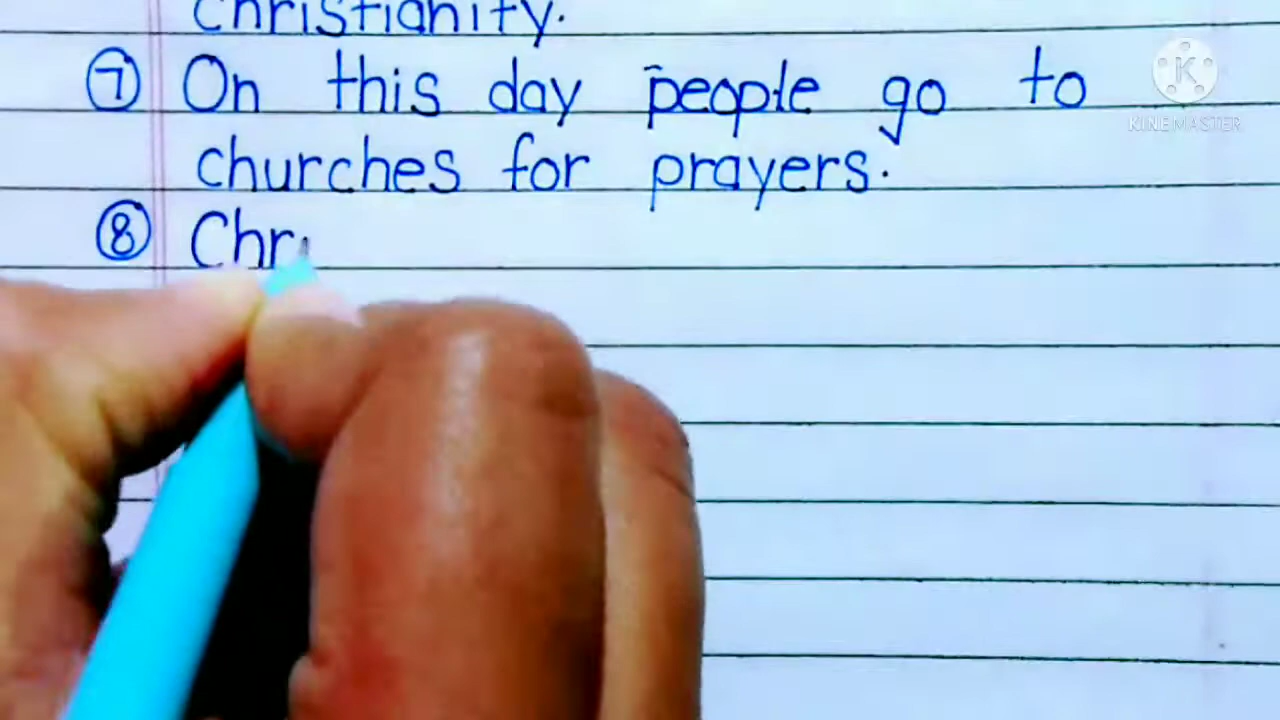 Christianity.
⑦ On this day people go to
churches for prayers.
⑧ Chr
K
KINEMASTER